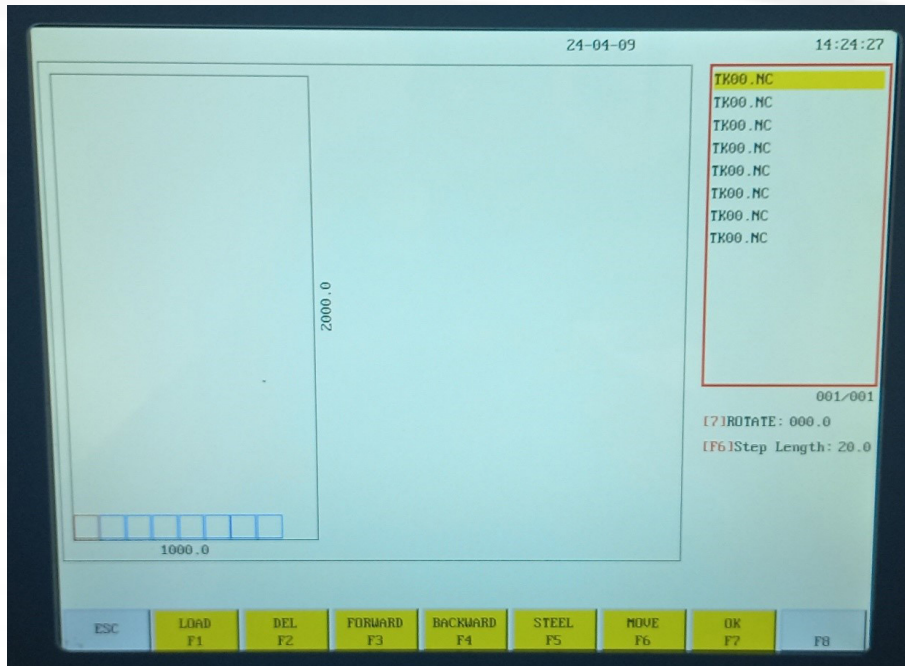 24-04-09 14:24:27
TK00.NC
TK00.NC
TK00.NC
TK00.NC
TK00.NC
TK00.NC
TK00.NC
TK00.NC
2000.0
001/001
[7]ROTATE: 000.0
[F6]Step Length: 20.0
1000.0
ESC LOAD DEL FORWARD BACKWARD STEEL MOVE OK
F1 F2 F3 F4 F5 F6 F7 F8